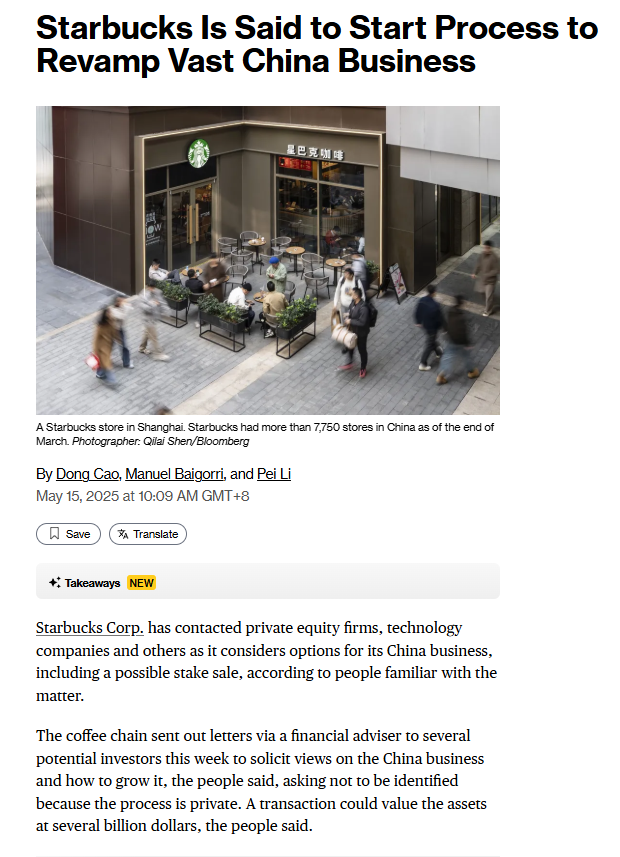 Starbucks Is Said to Start Process to
Revamp Vast China Business
星巴克咖啡
A Starbucks store in Shanghai. Starbucks had more than 7,750 stores in China as of the end of
March. Photographer: Qilai Shen/Bloomberg
By Dong Cao, Manuel Baigorri, and Pei Li
May 15, 2025 at 10:09 AM GMT+8
Save Translate
Takeaways NEW
Starbucks Corp. has contacted private equity firms, technology
companies and others as it considers options for its China business,
including a possible stake sale, according to people familiar with the
matter.
The coffee chain sent out letters via a financial adviser to several
potential investors this week to solicit views on the China business
and how to grow it, the people said, asking not to be identified
because the process is private. A transaction could value the assets
at several billion dollars, the people said.